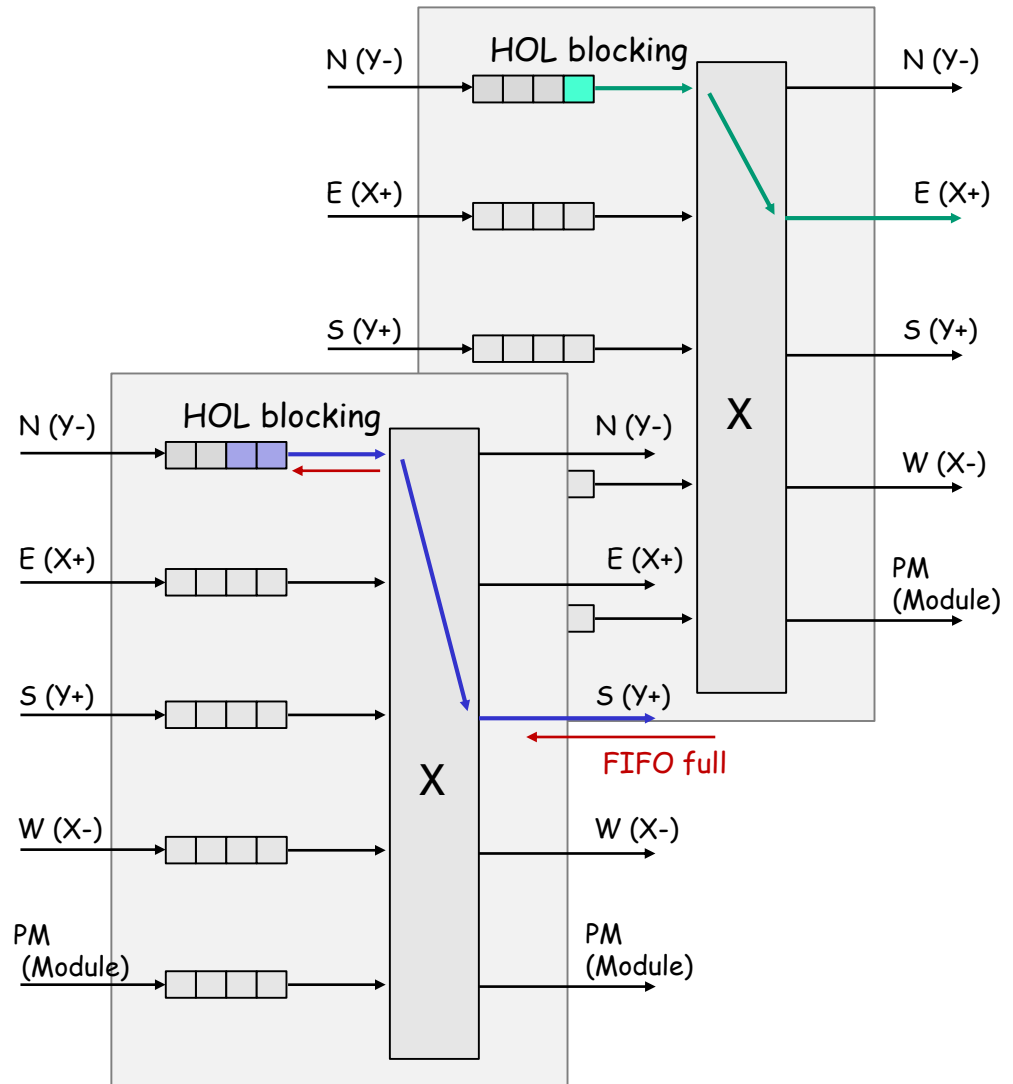 HOL blocking
N (Y-)
N (Y-)
E (X+)
E (X+)
S (Y+)
S (Y+)
X
W (X-)
PM
(Module)
HOL blocking
N (Y-)
N (Y-)
E (X+)
E (X+)
S (Y+)
S (Y+)
FIFO full
X
W (X-)
W (X-)
PM
(Module)
PM
(Module)